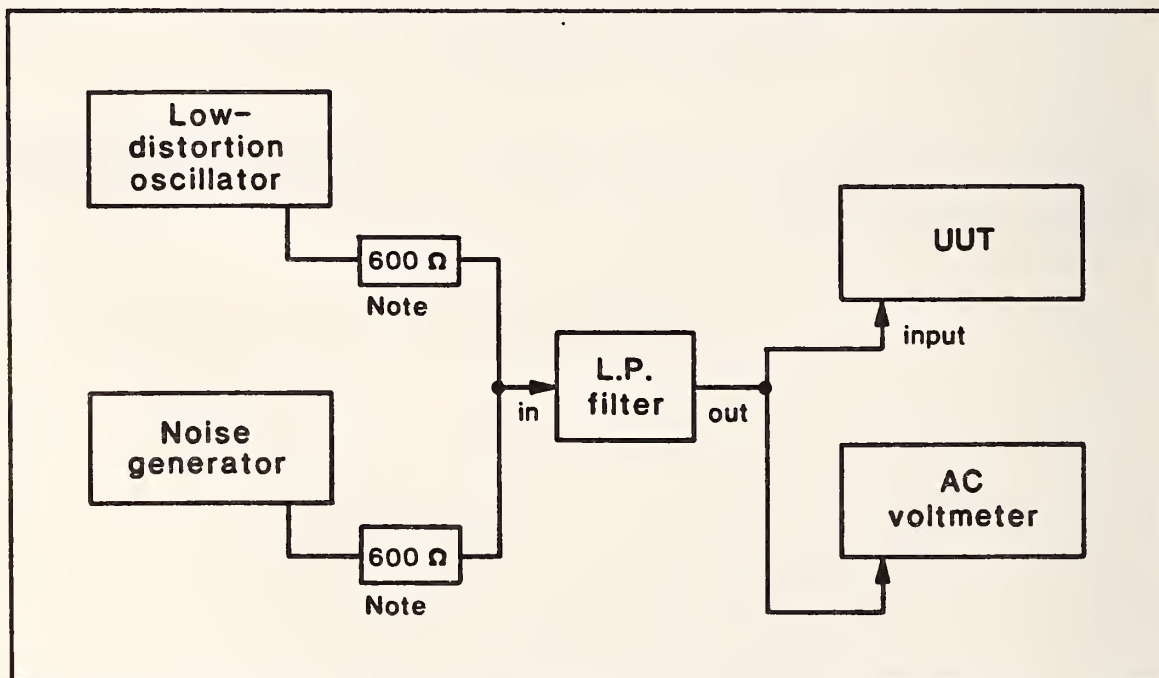 Low-
distortion
oscillator
600 Ω
Note
UUT
input
L.P.
filter
in
out
Noise
generator
AC
voltmeter
600 Ω
Note